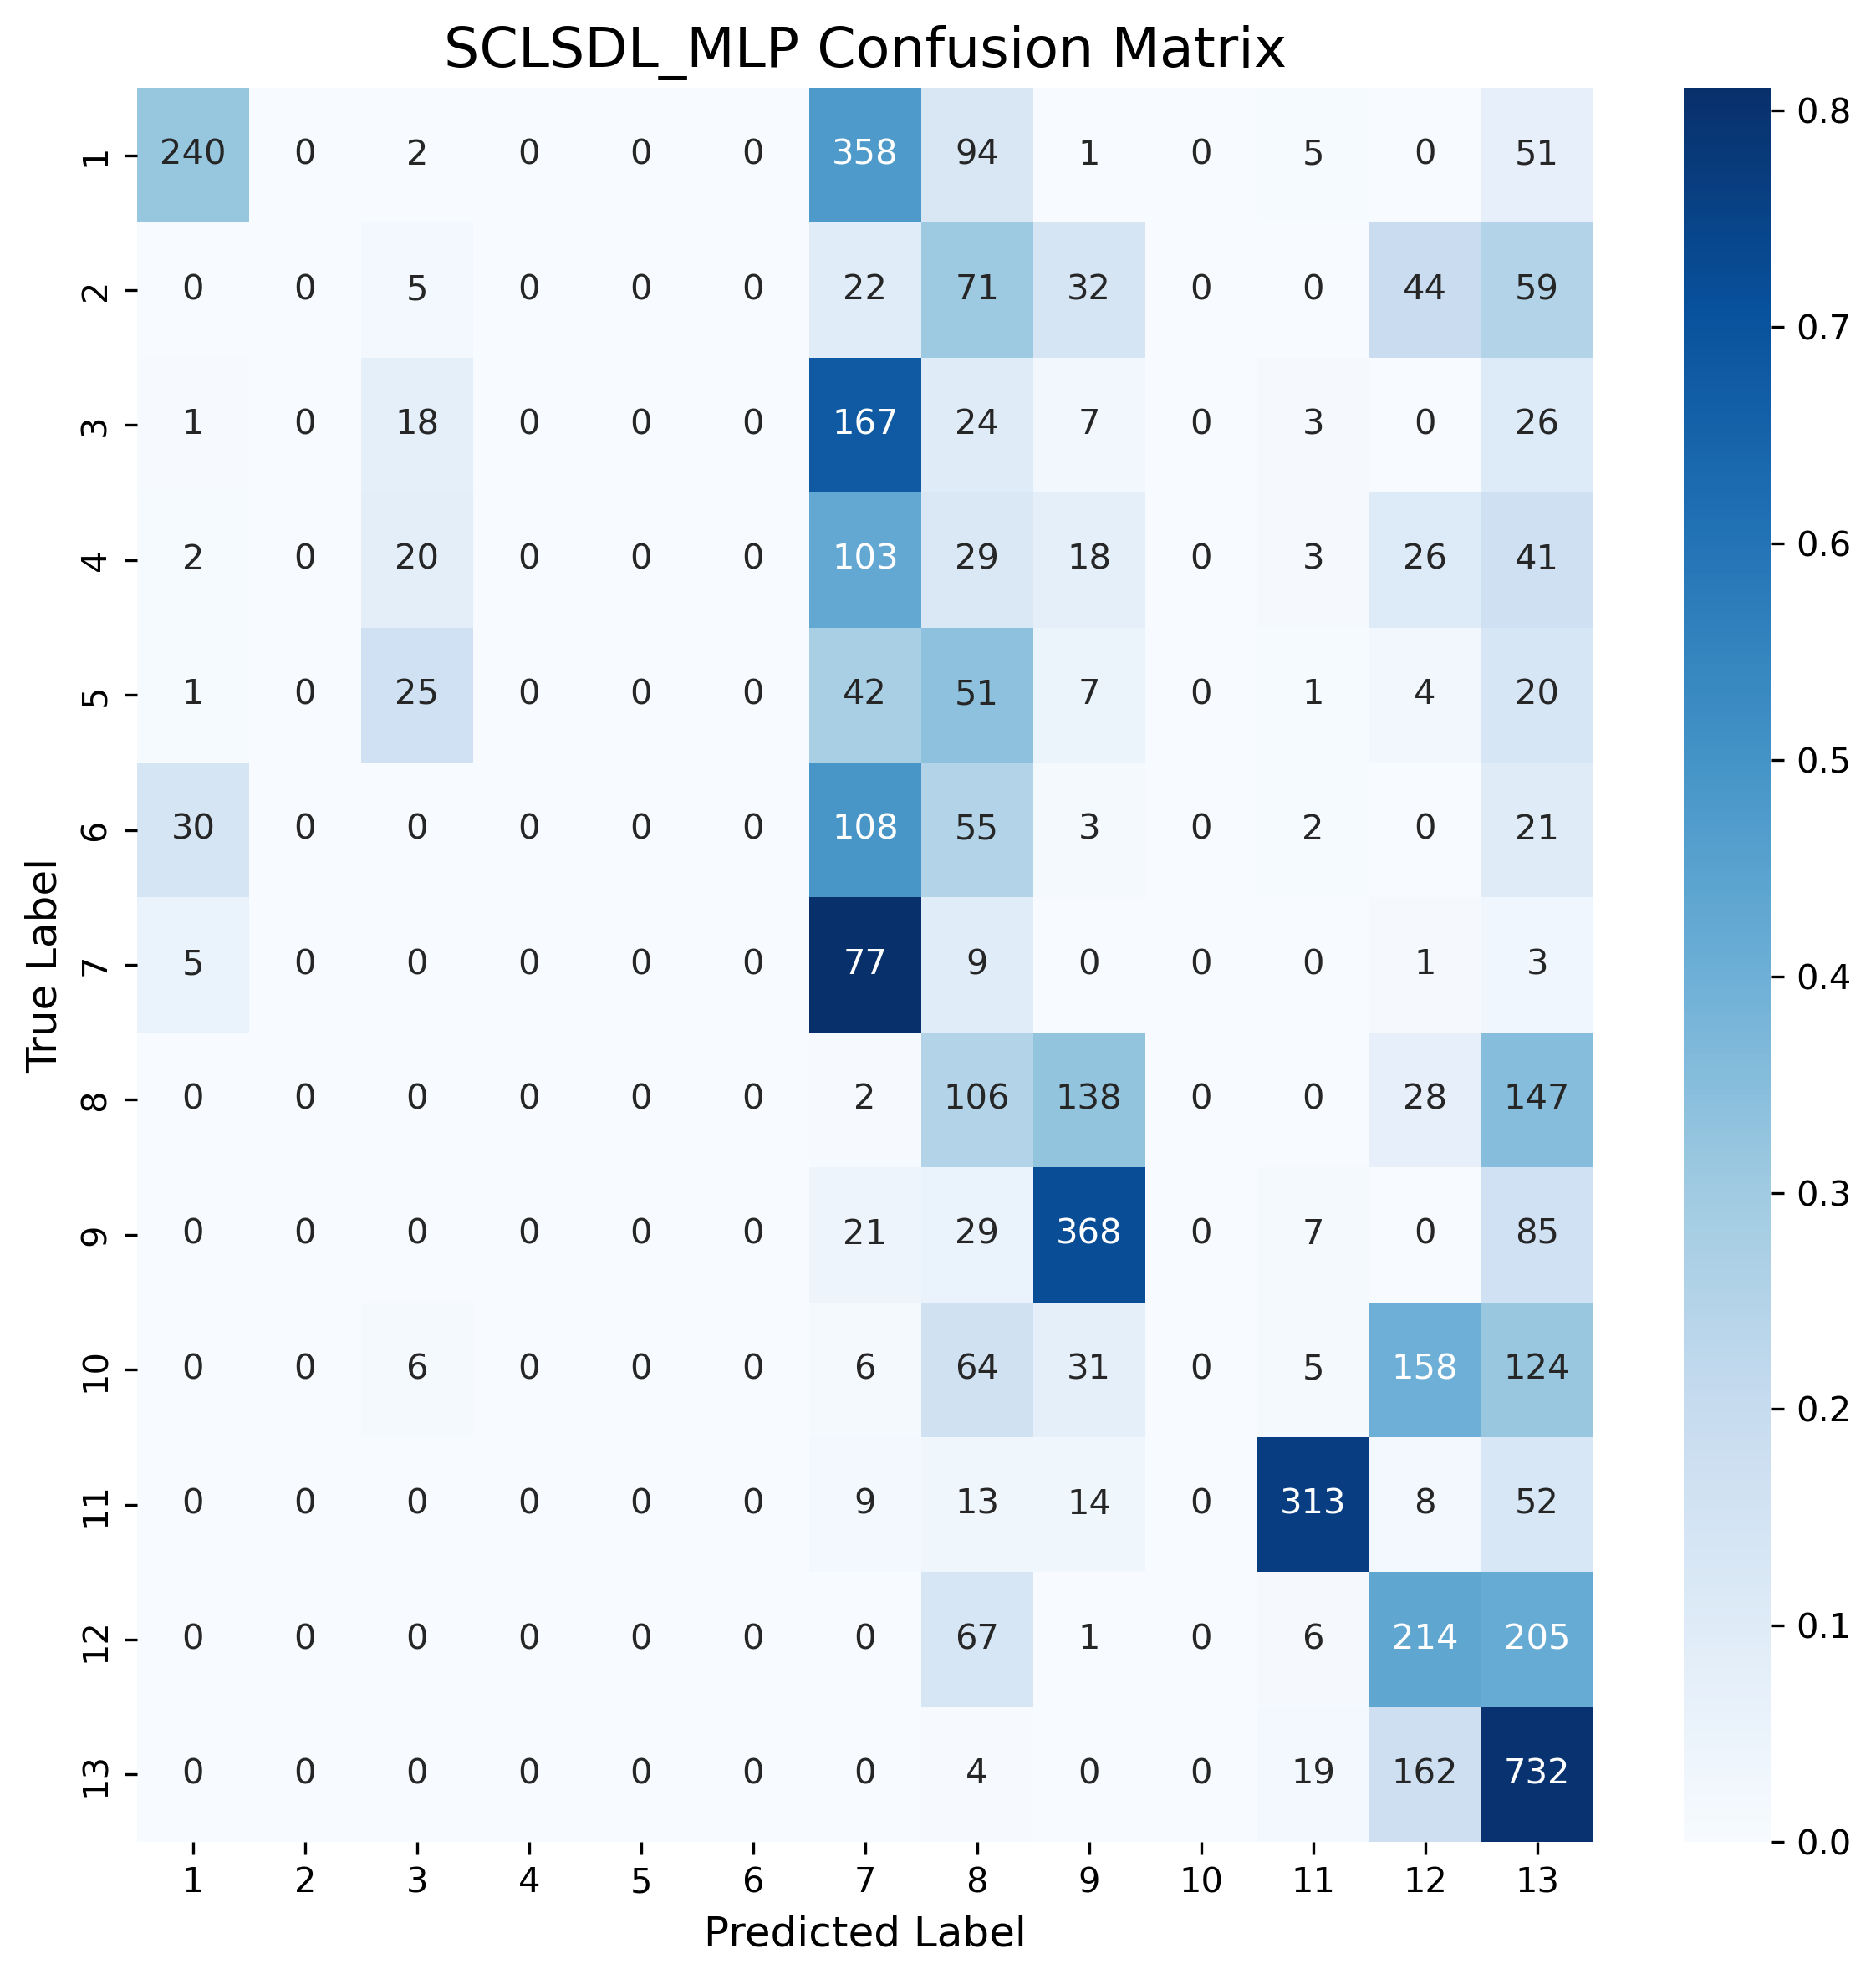 SCLSDL_MLP Confusion Matrix
1 240 0 2 0 0 0 358 94 1 0 5 0 51
2 0 0 5 0 0 0 22 71 32 0 0 44 59
3 1 0 18 0 0 0 167 24 7 0 3 0 26
4 2 0 20 0 0 0 103 29 18 0 3 26 41
5 1 0 25 0 0 0 42 51 7 0 1 4 20
6 30 0 0 0 0 0 108 55 3 0 2 0 21
7 5 0 0 0 0 0 77 9 0 0 0 1 3
8 0 0 0 0 0 0 2 106 138 0 0 28 147
9 0 0 0 0 0 0 21 29 368 0 7 0 85
10 0 0 6 0 0 0 6 64 31 0 5 158 124
11 0 0 0 0 0 0 9 13 14 0 313 8 52
12 0 0 0 0 0 0 0 67 1 0 6 214 205
13 0 0 0 0 0 0 0 4 0 0 19 162 732
1 2 3 4 5 6 7 8 9 10 11 12 13
Predicted Label
True Label
0.8
0.7
0.6
0.5
0.4
0.3
0.2
0.1
0.0